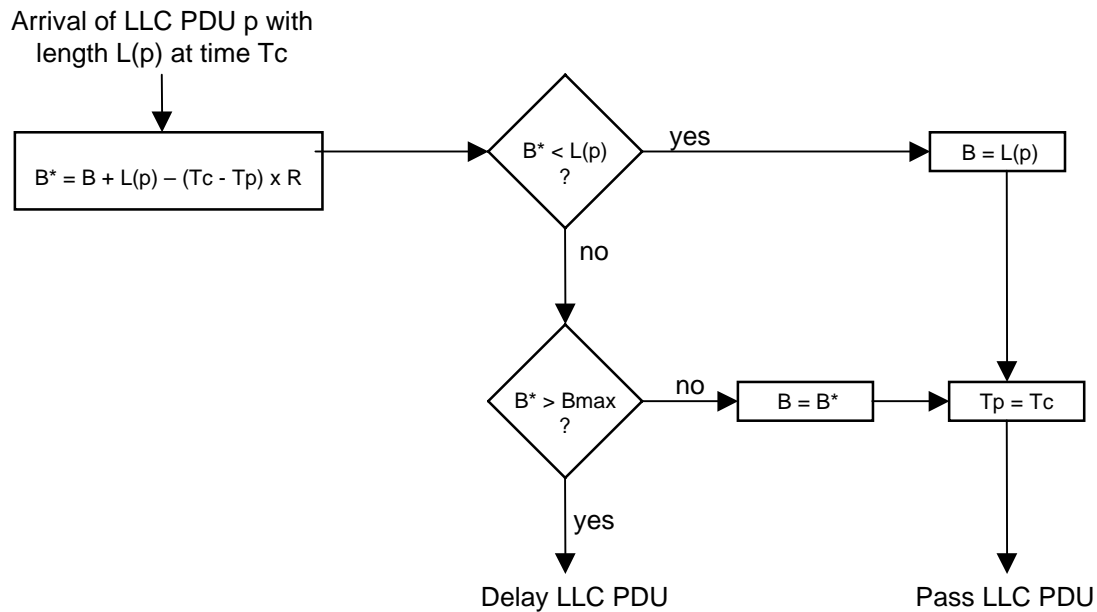 Arrival of LLC PDU p with
length L(p) at time Tc
B* = B + L(p) – (Tc - Tp) x R
B* < L(p)
?
yes
B = L(p)
no
B* > Bmax
?
no
B = B*
Tp = Tc
yes
Delay LLC PDU
Pass LLC PDU